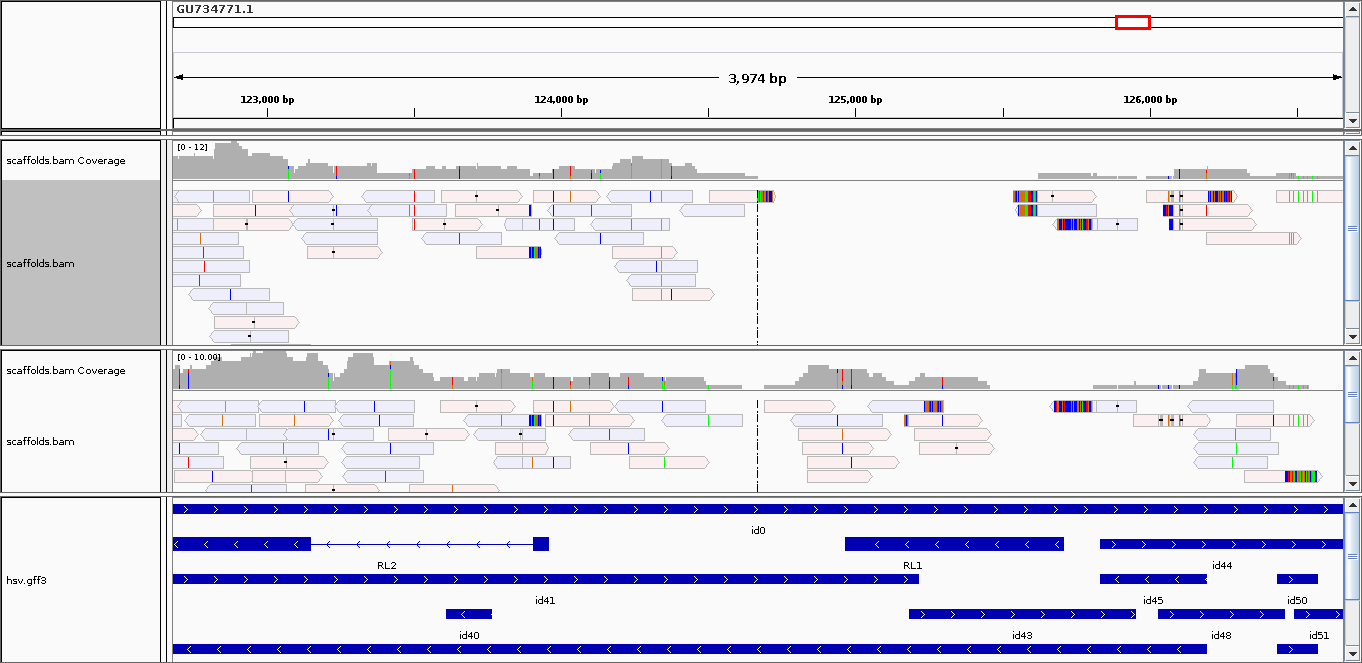 GU734771.1
3,974 bp
123,000 bp 124,000 bp 125,000 bp 126,000 bp
[0 - 12]
scaffolds.bam Coverage
scaffolds.bam
[0 - 10.00]
scaffolds.bam Coverage
scaffolds.bam
id0
RL2 RL1 id44
hsv.gff3
id41 id45 id50
id40 id43 id48 id51